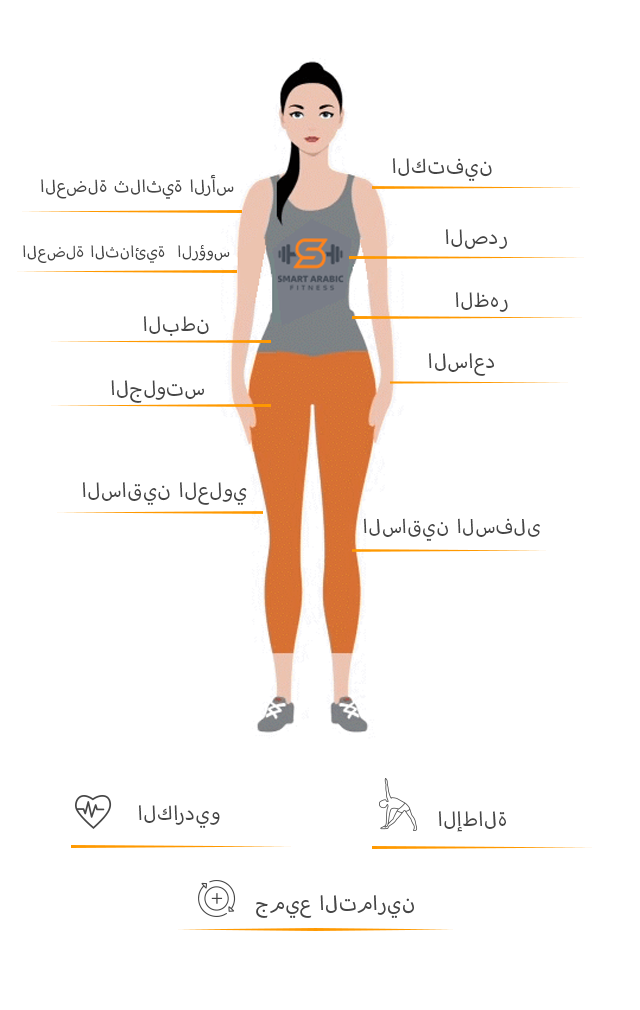 الكتفين
العضلة ثلاثية الرأس
الصدر
العضلة الثنائية الرؤوس
SMART ARABIC
FITNESS
الظهر
البطن
الساعد
الجلوتس
الساقين العلوي
الساقين السفلى
الكارديو
الإطالة
جميع التمارين